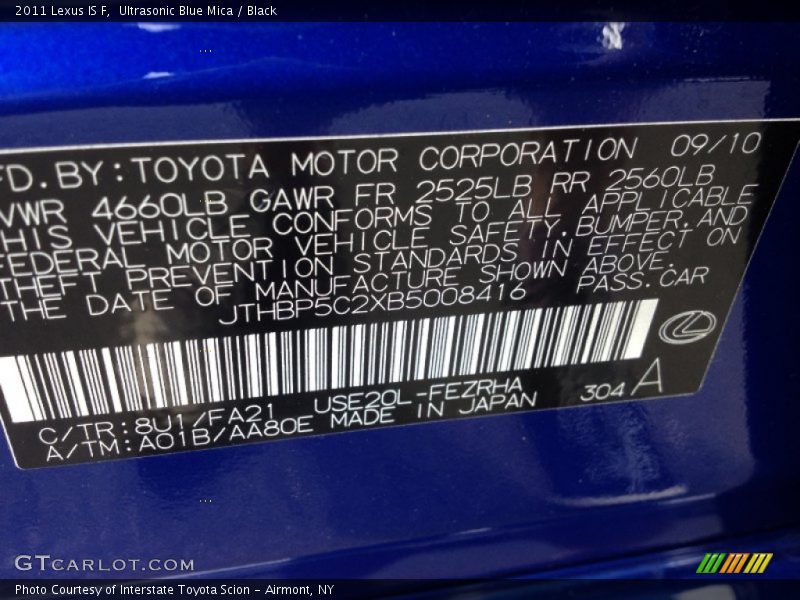 2011 Lexus IS F, Ultrasonic Blue Mica / Black
FD.BY:TOYOTA MOTOR CORPORATION 09/10
VWR 4660LB GAWR FR 2525LB RR 2560LB
HIS VEHICLE CONFORMS TO ALL APPLICABLE
FEDERAL MOTOR VEHICLE SAFETY,BUMPER,AND
THEFT PREVENTION STANDARDS IN EFFECT ON
THE DATE OF MANUFACTURE SHOWN ABOVE.
JTHBP5C2XB5008416 PASS.CAR
C/TR:8U1/FA21 USE20L-FEZRHA 304 A
A/TM:A01B/AA80E MADE IN JAPAN
GTCARLOT.COM
Photo Courtesy of Interstate Toyota Scion - Airmont, NY